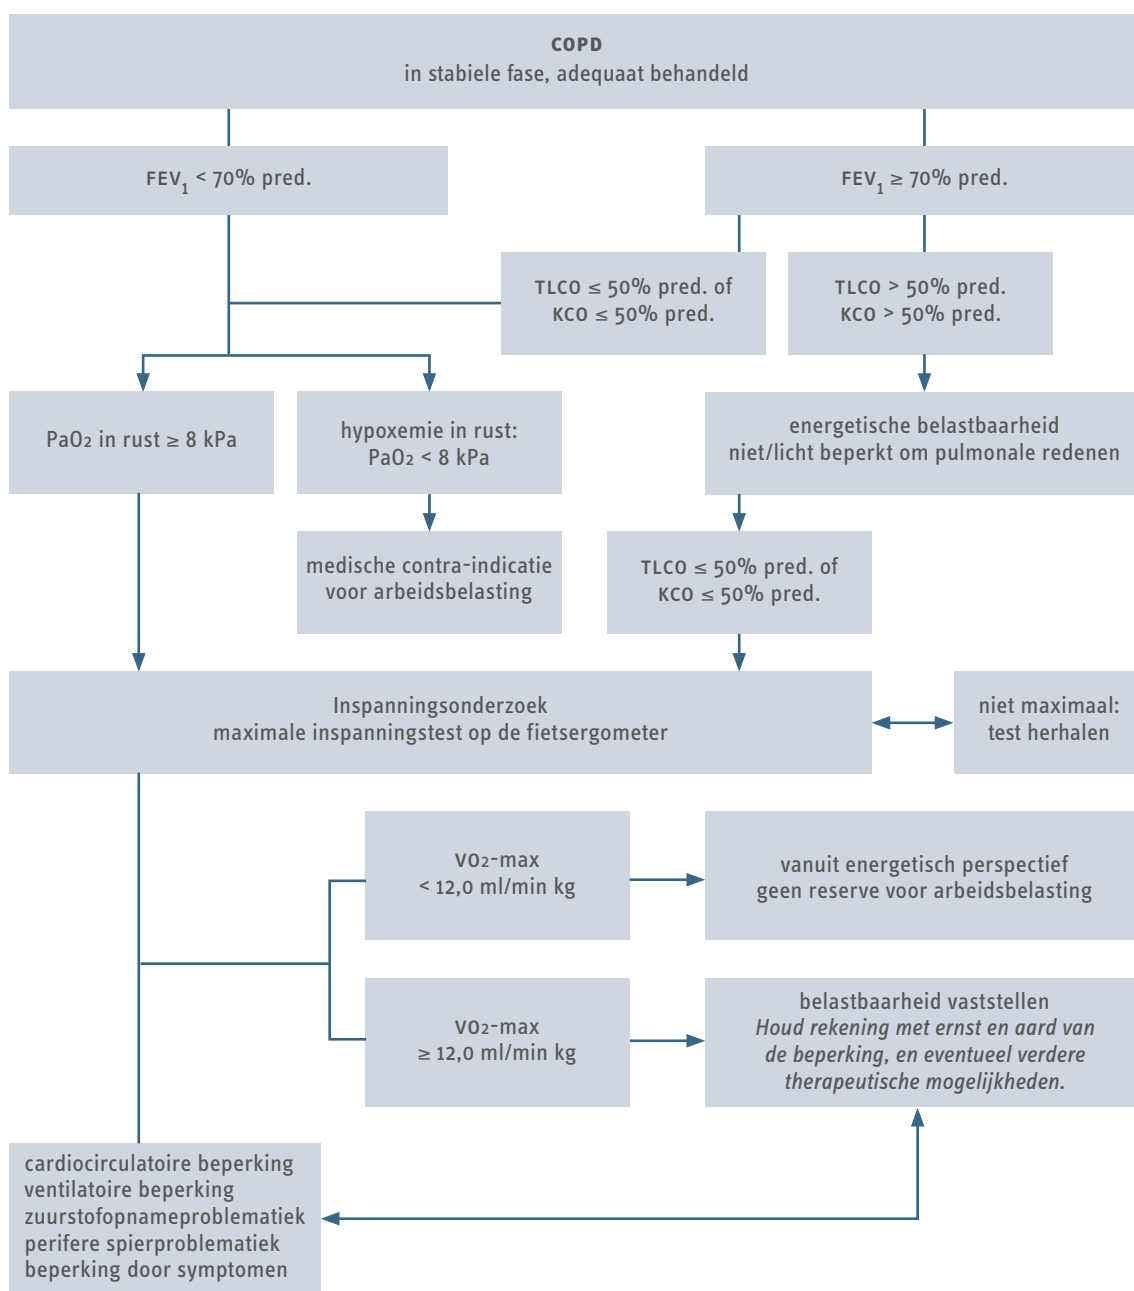 COPD
in stabiele fase, adequaat behandeld
FEV1 < 70% pred.
FEV1 ≥ 70% pred.
TLCO ≤ 50% pred. of
KCO ≤ 50% pred.
TLCO > 50% pred.
KCO > 50% pred.
PaO2 in rust ≥ 8 kPa
hypoxemie in rust:
PaO2 < 8 kPa
energetische belastbaarheid
niet/licht beperkt om pulmonale redenen
medische contra-indicatie
voor arbeidsbelasting
TLCO ≤ 50% pred. of
KCO ≤ 50% pred.
Inspanningsonderzoek
maximale inspanningstest op de fietsergometer
niet maximaal:
test herhalen
VO2-max
< 12,0 ml/min kg
vanuit energetisch perspectief
geen reserve voor arbeidsbelasting
VO2-max
≥ 12,0 ml/min kg
belastbaarheid vaststellen
Houd rekening met ernst en aard van
de beperking, en eventueel verdere
therapeutische mogelijkheden.
cardiocirculatoire beperking
ventilatoire beperking
zuurstofopnameproblematiek
perifere spierproblematiek
beperking door symptomen